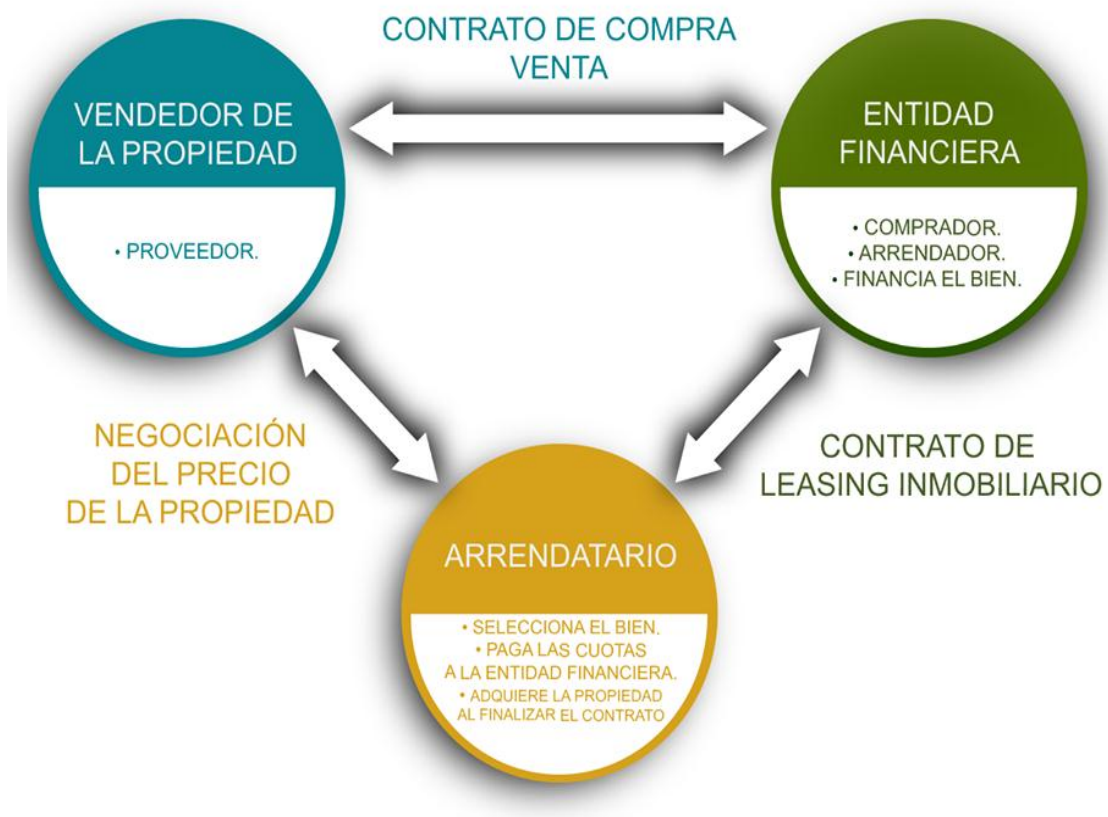 CONTRATO DE COMPRA
VENTA
VENDEDOR DE
LA PROPIEDAD
• PROVEEDOR.
ENTIDAD
FINANCIERA
• COMPRADOR.
• ARRENDADOR.
• FINANCIA EL BIEN.
NEGOCIACIÓN
DEL PRECIO
DE LA PROPIEDAD
CONTRATO DE
LEASING INMOBILIARIO
ARRENDATARIO
• SELECCIONA EL BIEN.
• PAGA LAS CUOTAS
A LA ENTIDAD FINANCIERA.
• ADQUIERE LA PROPIEDAD
AL FINALIZAR EL CONTRATO